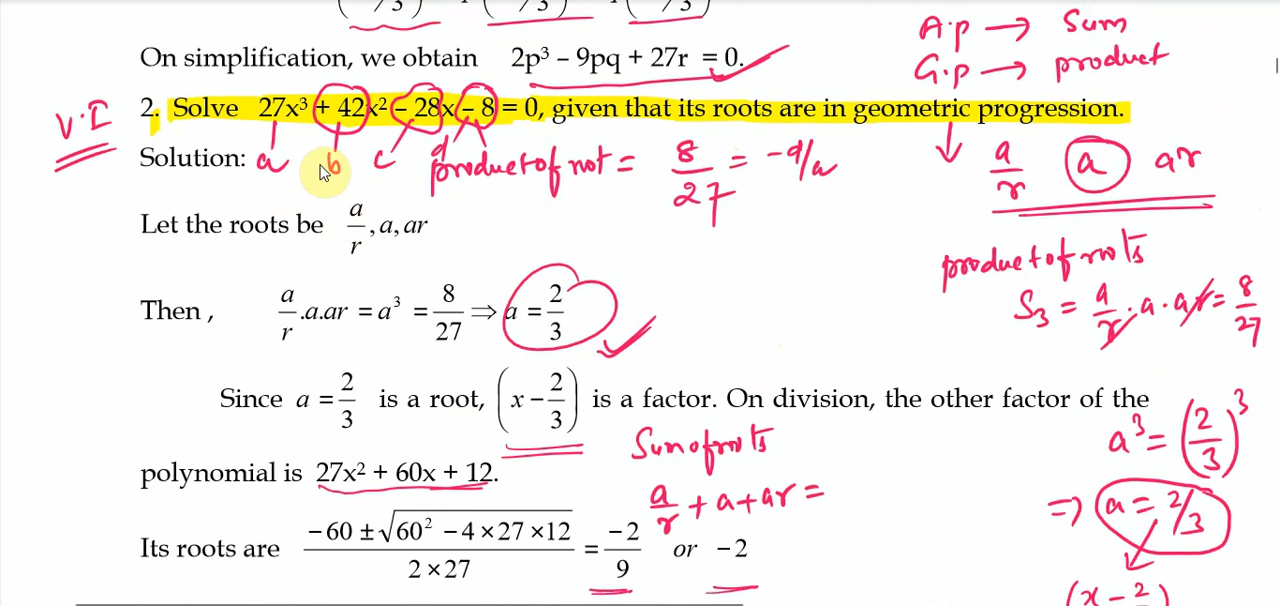 On simplification, we obtain 2p³ – 9pq + 27r = 0.
A.p → Sum
G.p → product
V.I 2. Solve 27x³ + 42x² – 28x – 8 = 0, given that its roots are in geometric progression.
Solution: a b c d product of root = 8/27 = -d/a
a/r a ar
Let the roots be a/r, a, ar
product of roots
Then , a/r .a.ar = a³ = 8/27 ⇒ a = 2/3
S₃ = a/r . a . ar = 8/27
Since a = 2/3 is a root, (x – 2/3) is a factor. On division, the other factor of the
Sum of roots
a³ = (2/3)³
polynomial is 27x² + 60x + 12.
a/r + a + ar =
⇒ a = 2/3
Its roots are (–60 ± √(60² – 4 × 27 × 12))/(2 × 27) = –2/9 or –2
(x – 2